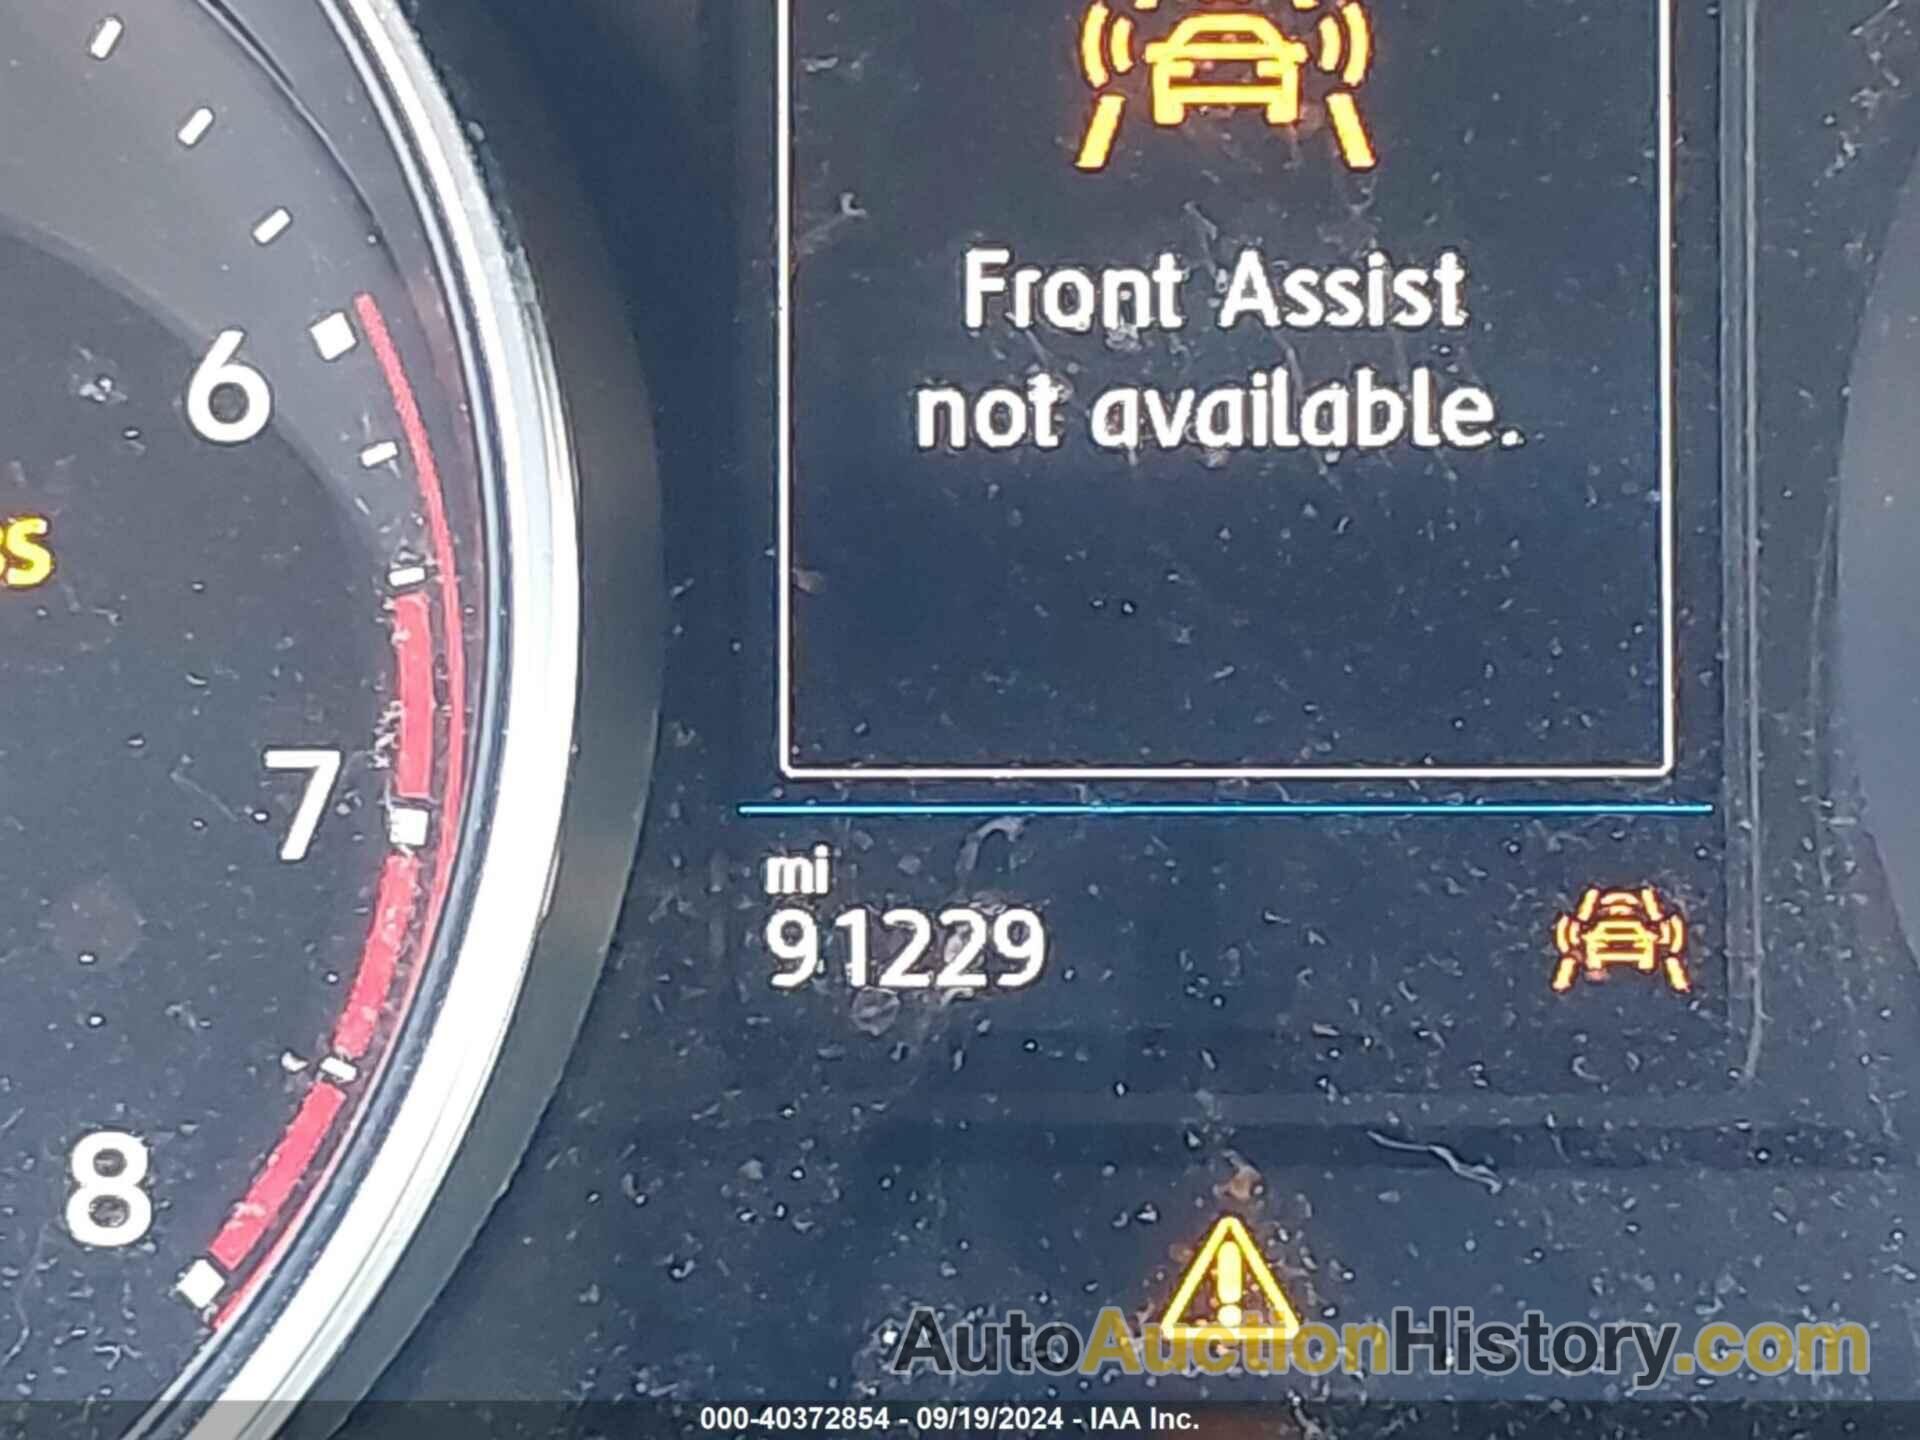 Front Assist
not available.
6
7
8
mi
91229
AutoAuctionHistory.com
000-40372854 - 09/19/2024 - IAA Inc.